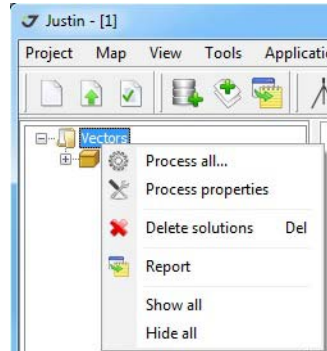 Justin - [1]
Project Map View Tools Applicati
Vectors
Process all...
Process properties
Delete solutions Del
Report
Show all
Hide all